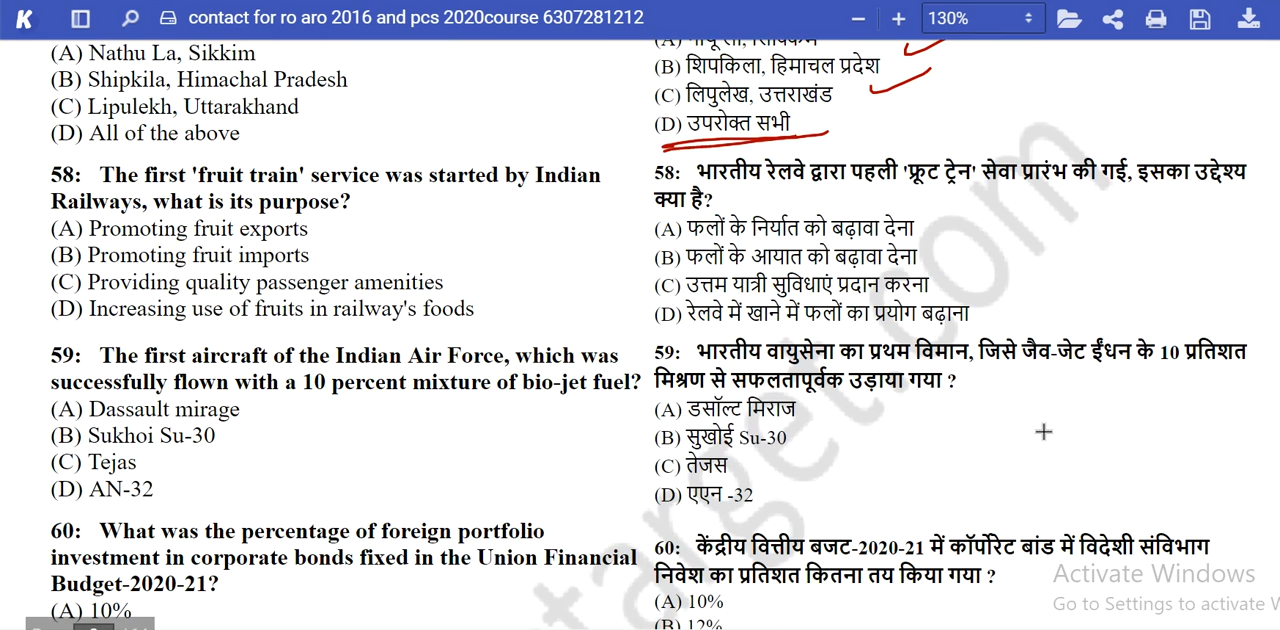 contact for ro aro 2016 and pcs 2020course 6307281212
130%
(A) Nathu La, Sikkim
(B) Shipkila, Himachal Pradesh
(C) Lipulekh, Uttarakhand
(D) All of the above
58: The first 'fruit train' service was started by Indian
Railways, what is its purpose?
(A) Promoting fruit exports
(B) Promoting fruit imports
(C) Providing quality passenger amenities
(D) Increasing use of fruits in railway's foods
59: The first aircraft of the Indian Air Force, which was
successfully flown with a 10 percent mixture of bio-jet fuel?
(A) Dassault mirage
(B) Sukhoi Su-30
(C) Tejas
(D) AN-32
60: What was the percentage of foreign portfolio
investment in corporate bonds fixed in the Union Financial
Budget-2020-21?
(A) 10%
(B) शिपकिला, हिमाचल प्रदेश
(C) लिपुलेख, उत्तराखंड
(D) उपरोक्त सभी
58: भारतीय रेलवे द्वारा पहली 'फ्रूट ट्रेन' सेवा प्रारंभ की गई, इसका उद्देश्य
क्या है?
(A) फलों के निर्यात को बढ़ावा देना
(B) फलों के आयात को बढ़ावा देना
(C) उत्तम यात्री सुविधाएं प्रदान करना
(D) रेलवे में खाने में फलों का प्रयोग बढ़ाना
59: भारतीय वायुसेना का प्रथम विमान, जिसे जैव-जेट ईंधन के 10 प्रतिशत
मिश्रण से सफलतापूर्वक उड़ाया गया ?
(A) डसॉल्ट मिराज
(B) सुखोई Su-30
(C) तेजस
(D) एएन -32
60: केंद्रीय वित्तीय बजट-2020-21 में कॉर्पोरेट बांड में विदेशी संविभाग
निवेश का प्रतिशत कितना तय किया गया ?
(A) 10%
(B) 12%
target.com
Activate Windows
Go to Settings to activate